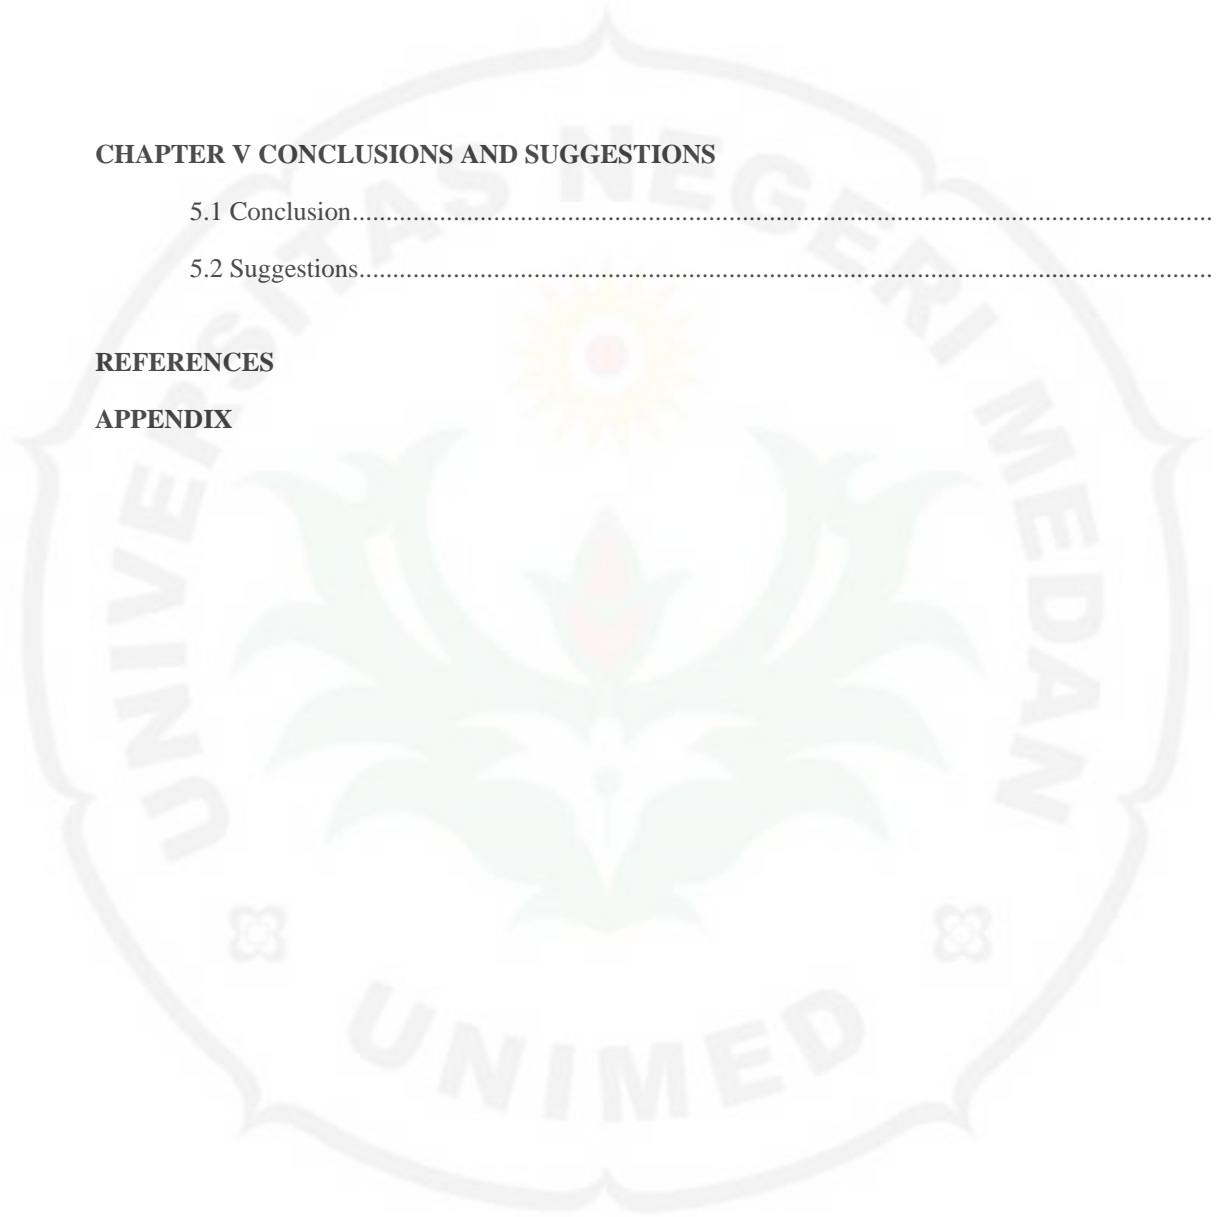 CHAPTER V CONCLUSIONS AND SUGGESTIONS
5.1 Conclusion................................................................................................................................
5.2 Suggestions...............................................................................................................................
REFERENCES
APPENDIX
UNIVERSITAS NEGERI MEDAN
UNIMED